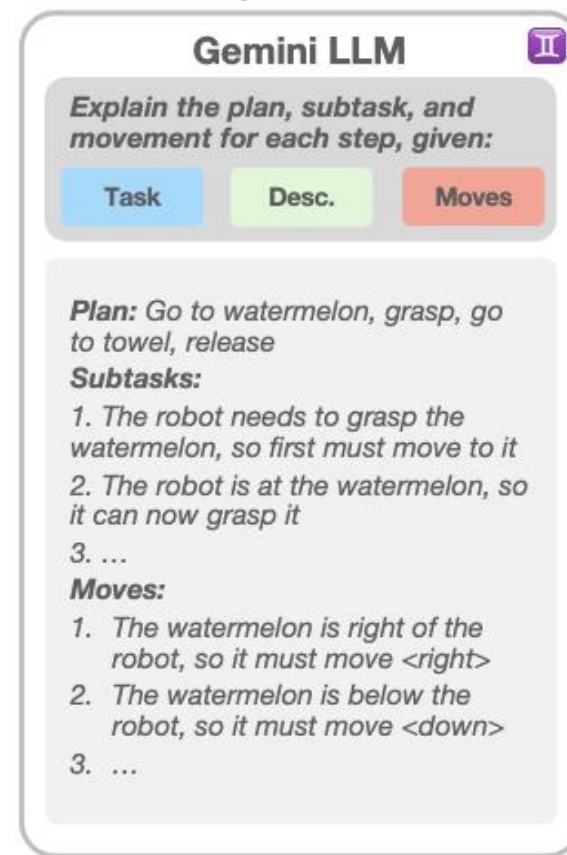 Gemini LLM
Explain the plan, subtask, and
movement for each step, given:
Task Desc. Moves
Plan: Go to watermelon, grasp, go
to towel, release
Subtasks:
1. The robot needs to grasp the
watermelon, so first must move to it
2. The robot is at the watermelon, so
it can now grasp it
3. ...
Moves:
1. The watermelon is right of the
robot, so it must move <right>
2. The watermelon is below the
robot, so it must move <down>
3. ...